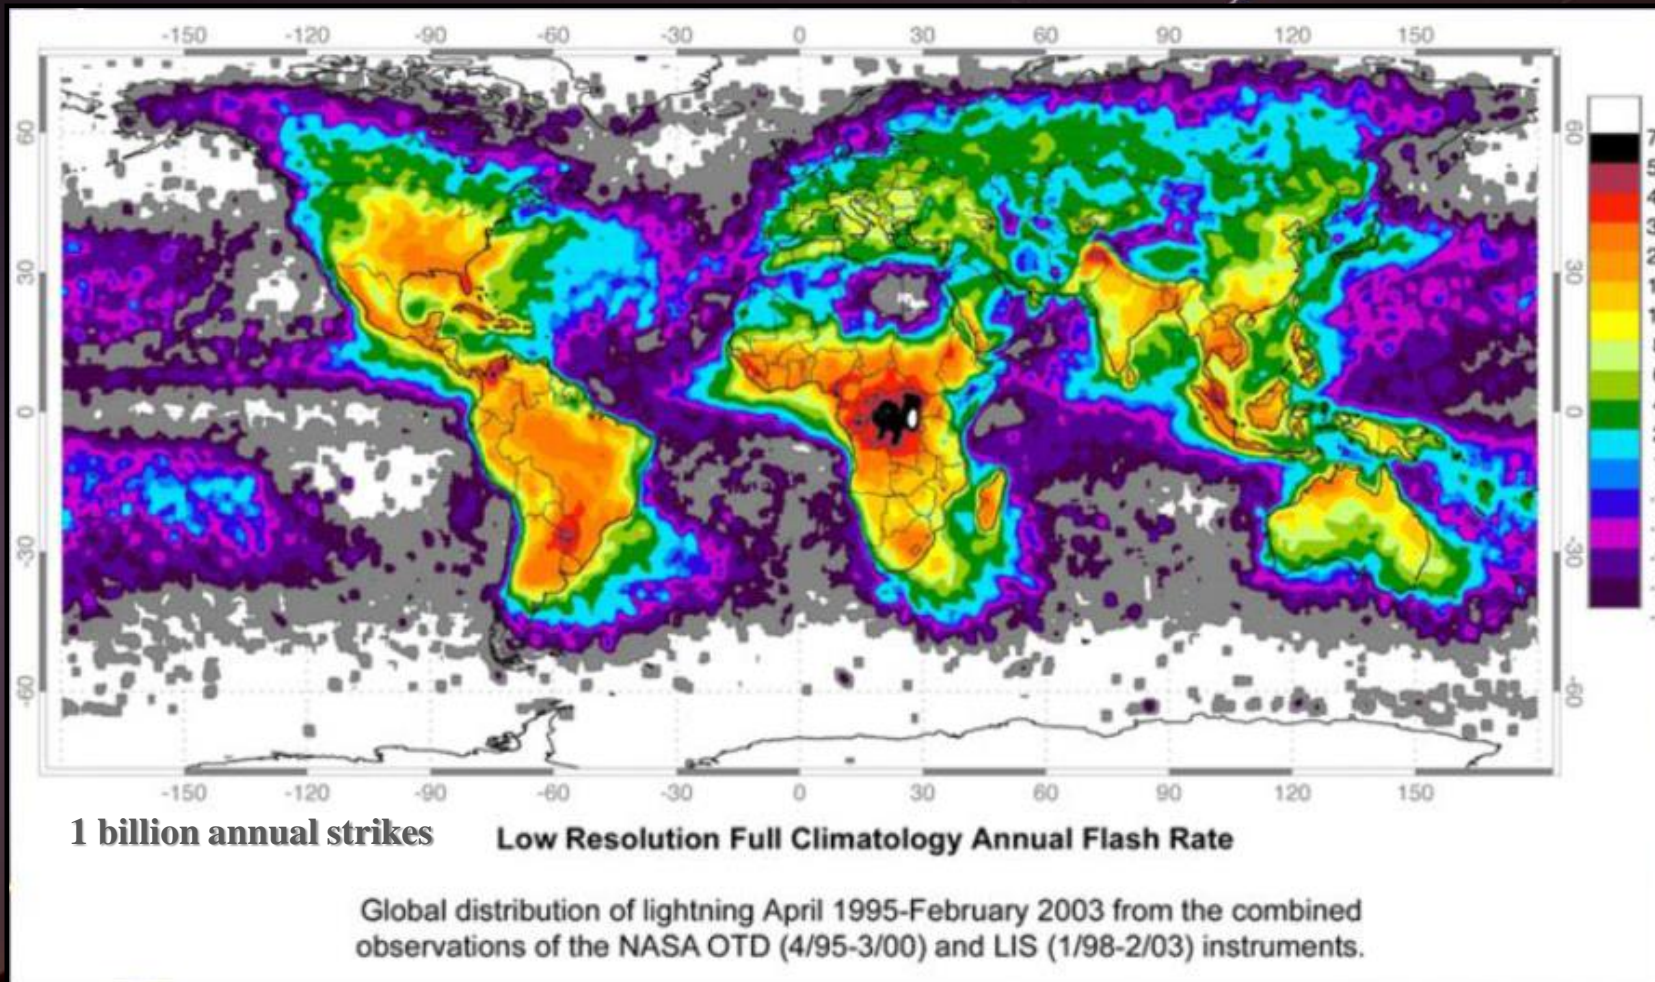 -150 -120 -90 -60 -30 0 30 60 90 120 150
60 60
30 30
0 0
-30 -30
-60 -60
-150 -120 -90 -60 -30 0 30 60 90 120 150
1 billion annual strikes
Low Resolution Full Climatology Annual Flash Rate
Global distribution of lightning April 1995-February 2003 from the combined
observations of the NASA OTD (4/95-3/00) and LIS (1/98-2/03) instruments.